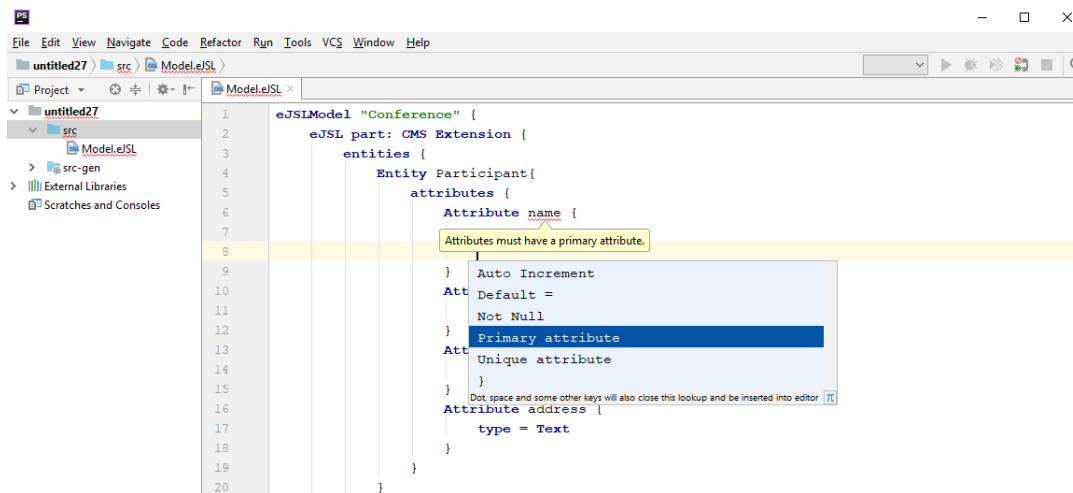 PS
File Edit View Navigate Code Refactor Run Tools VCS Window Help
untitled27 src Model.eJSL
Project
Model.eJSL
untitled27
src
Model.eJSL
src-gen
External Libraries
Scratches and Consoles
1 eJSLModel "Conference" {
2 eJSL part: CMS Extension {
3 entities {
4 Entity Participant{
5 attributes {
6 Attribute name {
7
Attributes must have a primary attribute.
8
9 }
10 Att
11
12 }
13 Att
14
15 }
Auto Increment
Default =
Not Null
Primary attribute
Unique attribute
}
Dot, space and some other keys will also close this lookup and be inserted into editor π
16 Attribute address {
17 type = Text
18 }
19 }
20 }